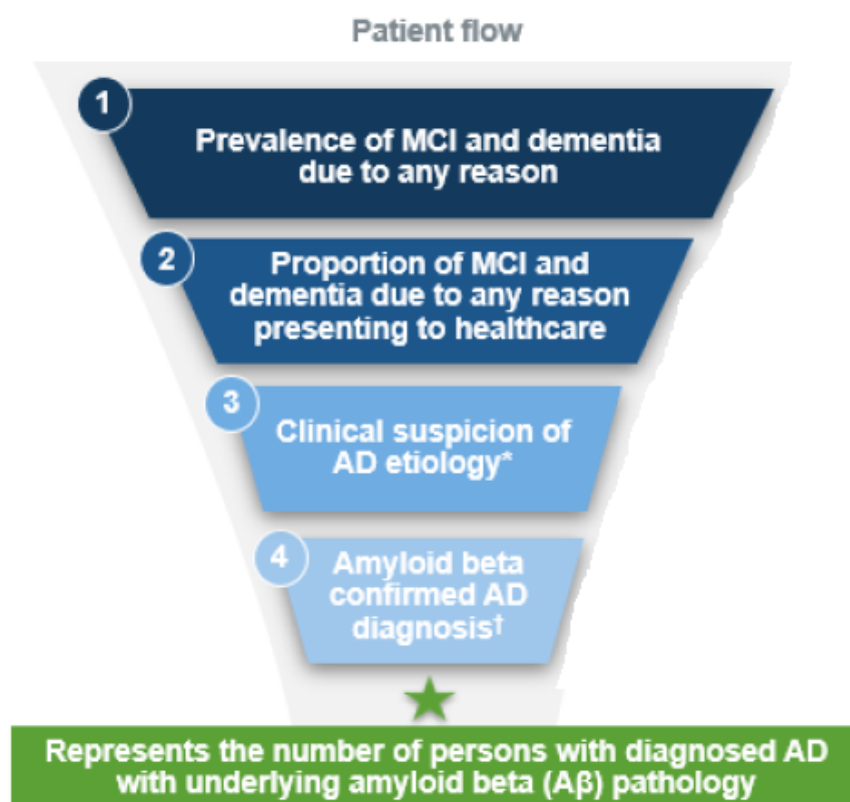 Patient flow
1
Prevalence of MCI and dementia
due to any reason
2
Proportion of MCI and
dementia due to any reason
presenting to healthcare
3
Clinical suspicion of
AD etiology*
4
Amyloid beta
confirmed AD
diagnosis†
Represents the number of persons with diagnosed AD
with underlying amyloid beta (Aβ) pathology